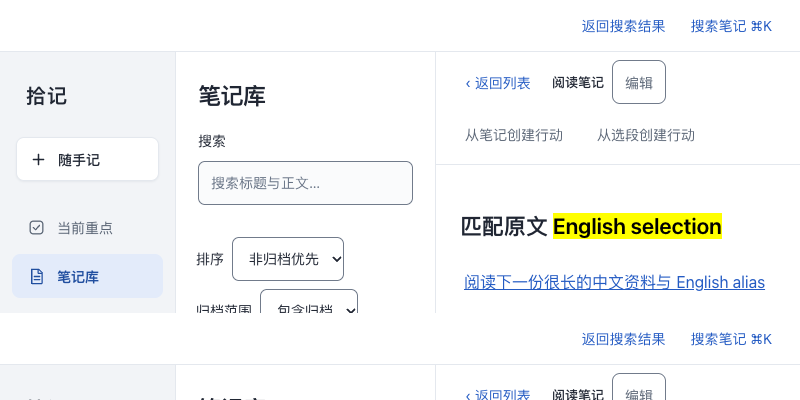 返回搜索结果 搜索笔记 ⌘K
拾记
随手记
当前重点
笔记库
笔记库
搜索
搜索标题与正文...
排序 非归档优先
归档范围 包含归档
‹ 返回列表 阅读笔记 编辑
从笔记创建行动 从选段创建行动
匹配原文 English selection
阅读下一份很长的中文资料与 English alias
返回搜索结果 搜索笔记 ⌘K
‹ 返回列表 阅读笔记 编辑